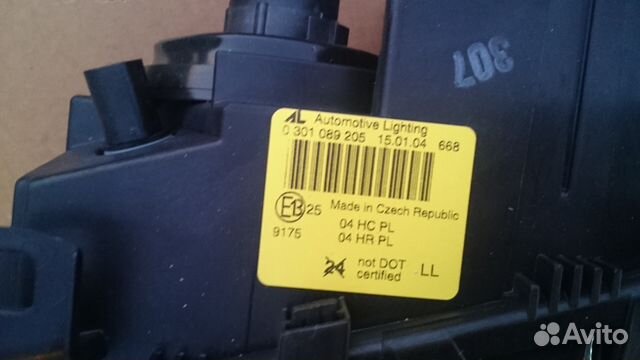 307
AL Automotive Lighting
0 301 089 205 15.01.04 668
25 Made in Czech Republic
9175 04 HC PL
04 HR PL
24 not DOT LL
certified
Avito